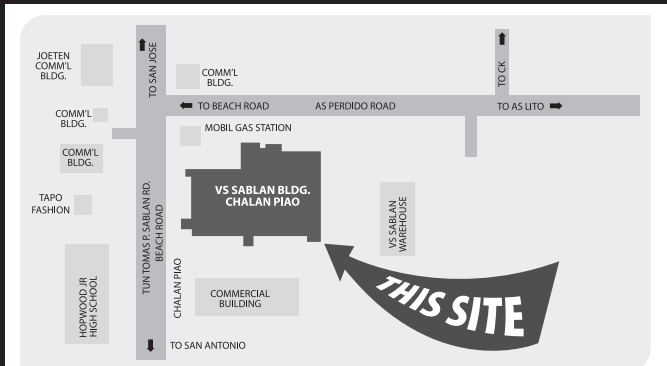 JOETEN
COMM'L
BLDG.
TO SAN JOSE
COMM'L
BLDG.
TO CK
TO BEACH ROAD
AS PERDIDO ROAD
TO AS LITO
COMM'L
BLDG.
MOBIL GAS STATION
COMM'L
BLDG.
VS SABLAN BLDG.
CHALAN PIAO
TAPO
FASHION
TUN TOMAS P. SABLAN RD.
BEACH ROAD
VS SABLAN
WAREHOUSE
HOPWOOD JR
HIGH SCHOOL
CHALAN PIAO
COMMERCIAL
BUILDING
THIS SITE
TO SAN ANTONIO